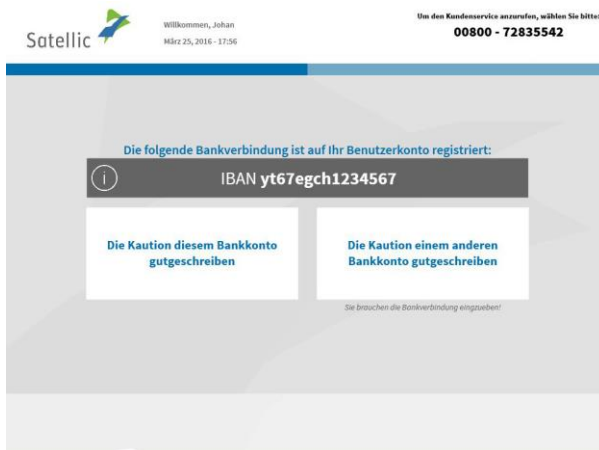 Satellic
Willkommen, Johan
März 25, 2016 - 17:56
Um den Kundenservice anzurufen, wählen Sie bitte:
00800 - 72835542
Die folgende Bankverbindung ist auf Ihr Benutzerkonto registriert:
i IBAN yt67egch1234567
Die Kaution diesem Bankkonto
gutgeschreiben
Die Kaution einem anderen
Bankkonto gutgeschreiben
Sie brauchen die Bankverbindung eingzueben!